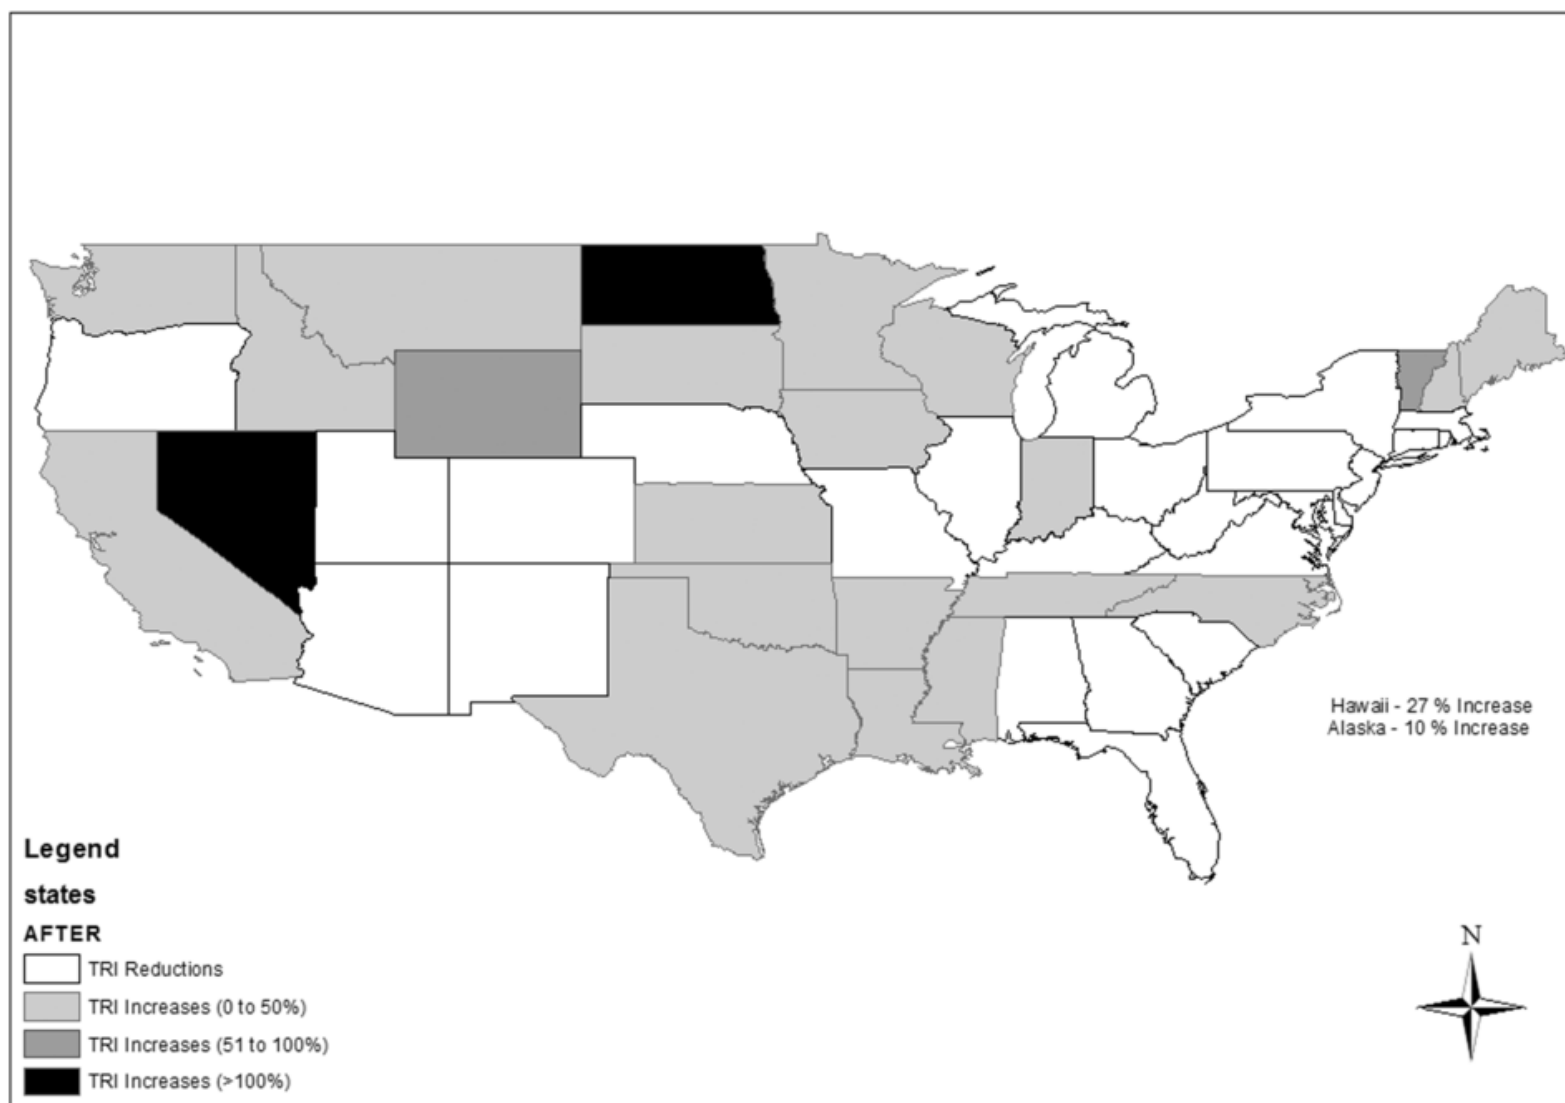 Hawaii - 27 % Increase
Alaska - 10 % Increase
Legend
states
AFTER
TRI Reductions
TRI Increases (0 to 50%)
TRI Increases (51 to 100%)
TRI Increases (>100%)
N